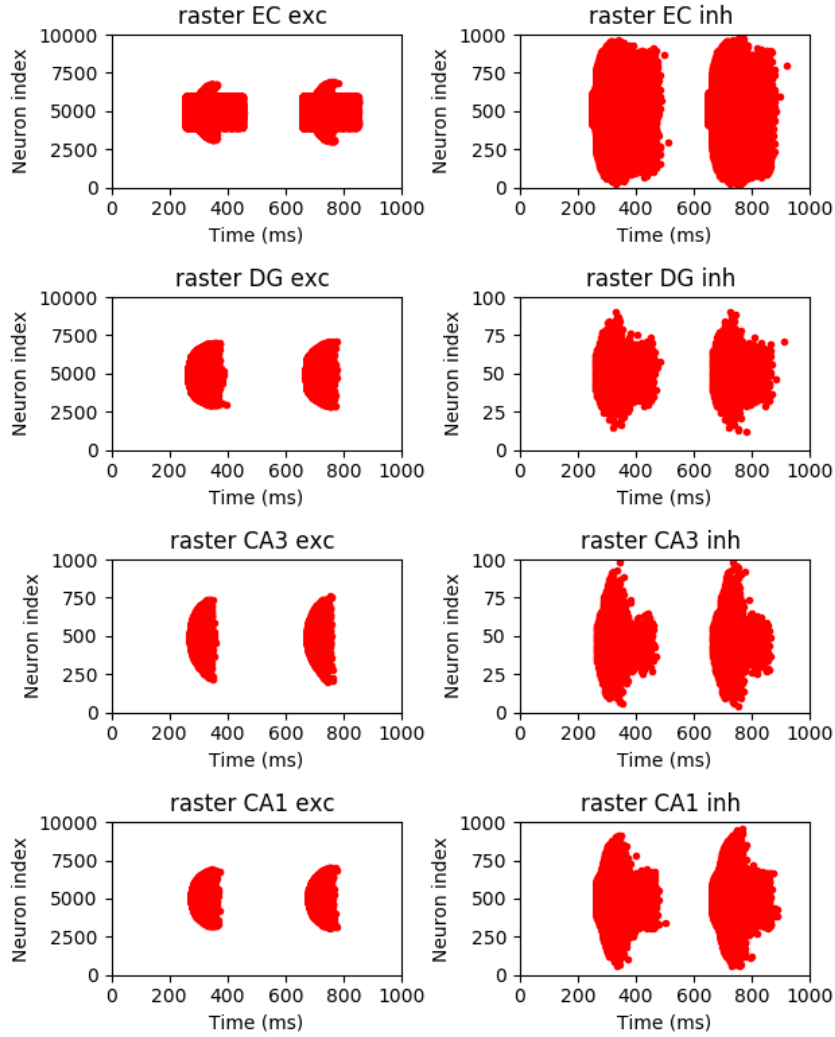 raster EC exc
Neuron index
10000
7500
5000
2500
0
0 200 400 600 800 1000
Time (ms)
raster EC inh
Neuron index
1000
750
500
250
0
0 200 400 600 800 1000
Time (ms)
raster DG exc
Neuron index
10000
7500
5000
2500
0
0 200 400 600 800 1000
Time (ms)
raster DG inh
Neuron index
100
75
50
25
0
0 200 400 600 800 1000
Time (ms)
raster CA3 exc
Neuron index
1000
750
500
250
0
0 200 400 600 800 1000
Time (ms)
raster CA3 inh
Neuron index
100
75
50
25
0
0 200 400 600 800 1000
Time (ms)
raster CA1 exc
Neuron index
10000
7500
5000
2500
0
0 200 400 600 800 1000
Time (ms)
raster CA1 inh
Neuron index
1000
750
500
250
0
0 200 400 600 800 1000
Time (ms)